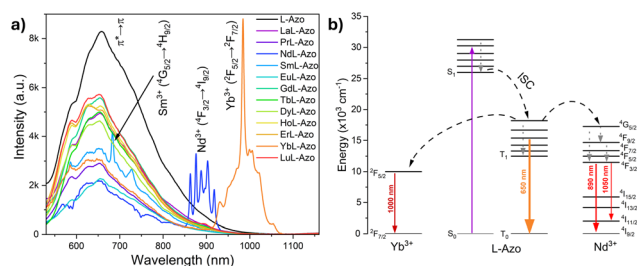 a)
π*→π
Sm³⁺ (⁴G₅/₂→⁴H₉/₂)
Nd³⁺ (⁴F₃/₂→⁴I₉/₂)
Yb³⁺ (²F₅/₂→²F₇/₂)
L-Azo
LaL-Azo
PrL-Azo
NdL-Azo
SmL-Azo
EuL-Azo
GdL-Azo
TbL-Azo
DyL-Azo
HoL-Azo
ErL-Azo
YbL-Azo
LuL-Azo
Intensity (a.u.)
8k
6k
4k
2k
0
600 700 800 900 1000 1100
Wavelength (nm)
b)
Energy (×10³ cm⁻¹)
35
30
25
20
15
10
5
0
S₁
ISC
T₁
²F₅/₂
1000 nm
²F₇/₂
S₀
650 nm
T₀
890 nm
1050 nm
⁴G₅/₂
⁴F₉/₂
⁴F₇/₂
⁴F₅/₂
⁴F₃/₂
⁴I₁₅/₂
⁴I₁₃/₂
⁴I₁₁/₂
⁴I₉/₂
Yb³⁺ L-Azo Nd³⁺